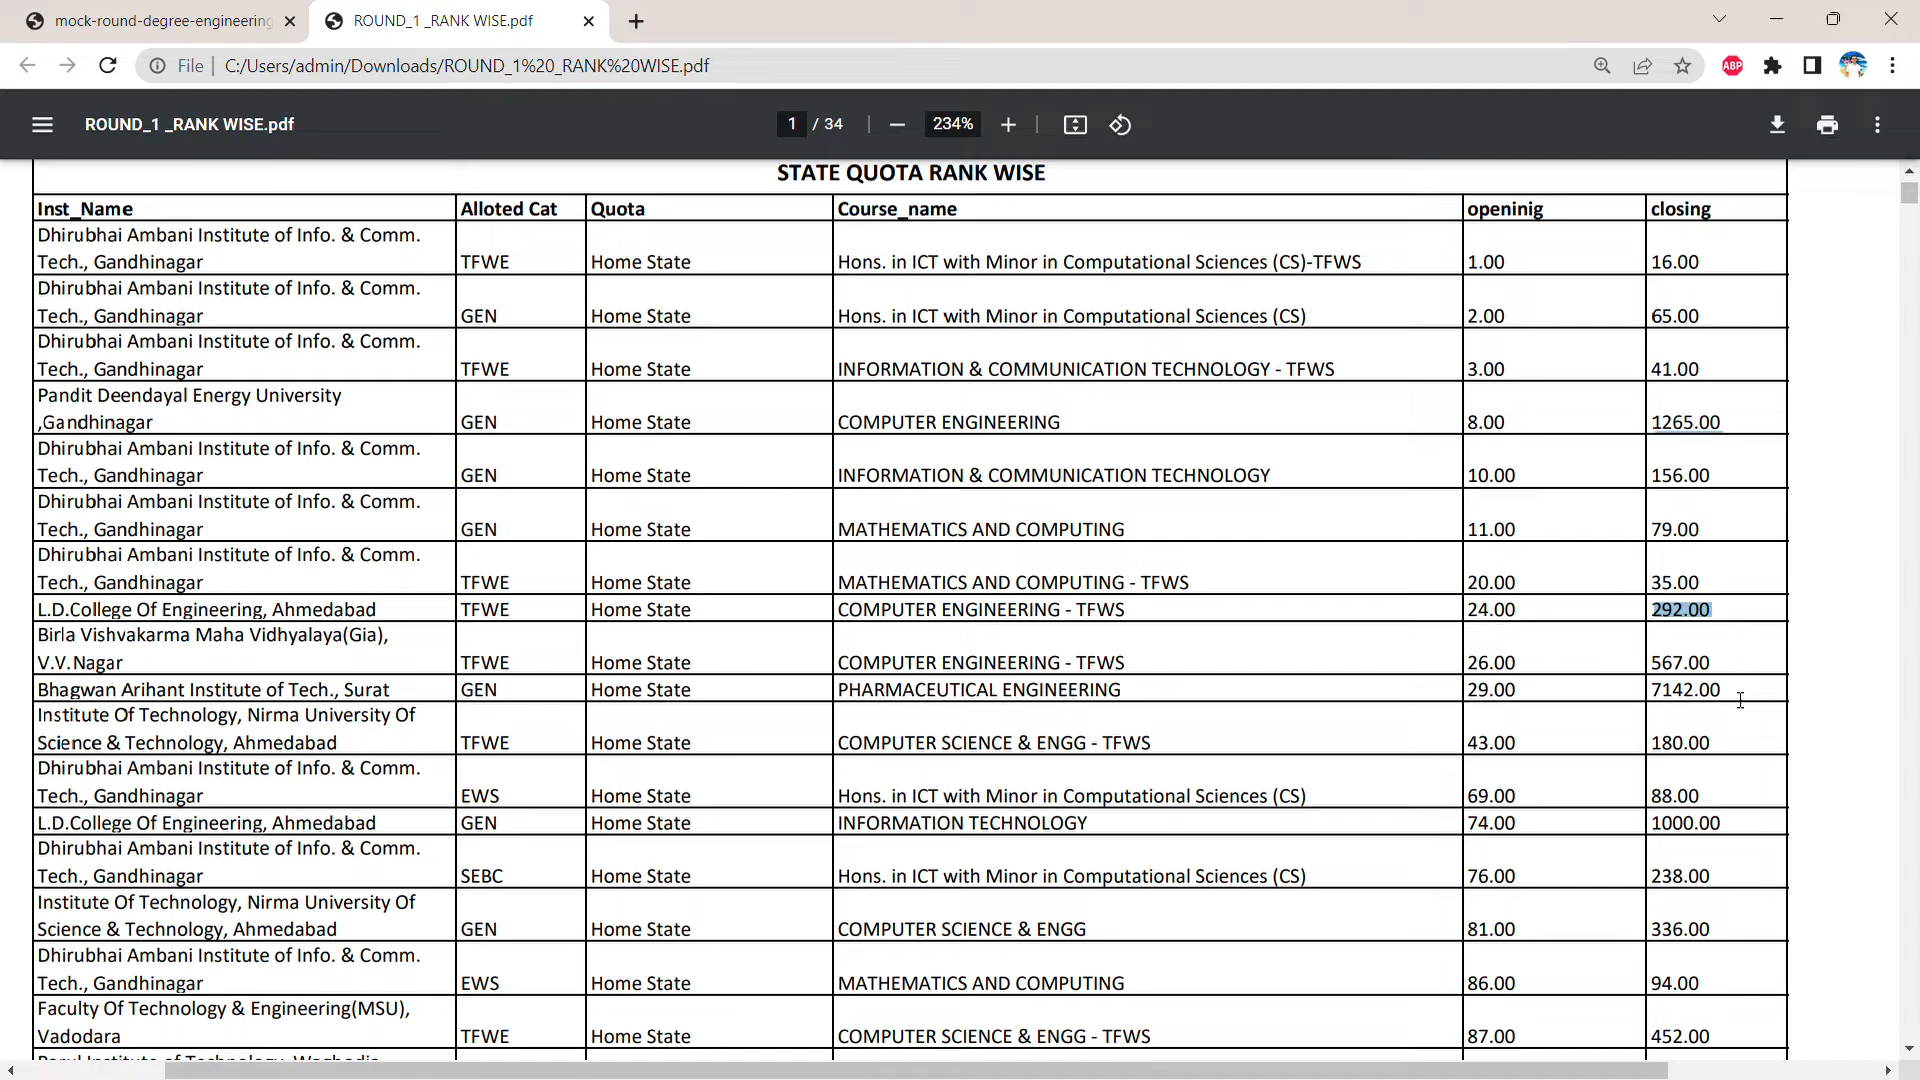 mock-round-degree-engineering
ROUND_1 _RANK WISE.pdf
File
C:/Users/admin/Downloads/ROUND_1%20_RANK%20WISE.pdf
ABP
ROUND_1 _RANK WISE.pdf
1 / 34
234%
STATE QUOTA RANK WISE
Inst_Name Alloted Cat Quota Course_name openinig closing
Dhirubhai Ambani Institute of Info. & Comm.
Tech., Gandhinagar TFWE Home State Hons. in ICT with Minor in Computational Sciences (CS)-TFWS 1.00 16.00
Dhirubhai Ambani Institute of Info. & Comm.
Tech., Gandhinagar GEN Home State Hons. in ICT with Minor in Computational Sciences (CS) 2.00 65.00
Dhirubhai Ambani Institute of Info. & Comm.
Tech., Gandhinagar TFWE Home State INFORMATION & COMMUNICATION TECHNOLOGY - TFWS 3.00 41.00
Pandit Deendayal Energy University
,Gandhinagar GEN Home State COMPUTER ENGINEERING 8.00 1265.00
Dhirubhai Ambani Institute of Info. & Comm.
Tech., Gandhinagar GEN Home State INFORMATION & COMMUNICATION TECHNOLOGY 10.00 156.00
Dhirubhai Ambani Institute of Info. & Comm.
Tech., Gandhinagar GEN Home State MATHEMATICS AND COMPUTING 11.00 79.00
Dhirubhai Ambani Institute of Info. & Comm.
Tech., Gandhinagar TFWE Home State MATHEMATICS AND COMPUTING - TFWS 20.00 35.00
L.D.College Of Engineering, Ahmedabad TFWE Home State COMPUTER ENGINEERING - TFWS 24.00 292.00
Birla Vishvakarma Maha Vidhyalaya(Gia),
V.V.Nagar TFWE Home State COMPUTER ENGINEERING - TFWS 26.00 567.00
Bhagwan Arihant Institute of Tech., Surat GEN Home State PHARMACEUTICAL ENGINEERING 29.00 7142.00
Institute Of Technology, Nirma University Of
Science & Technology, Ahmedabad TFWE Home State COMPUTER SCIENCE & ENGG - TFWS 43.00 180.00
Dhirubhai Ambani Institute of Info. & Comm.
Tech., Gandhinagar EWS Home State Hons. in ICT with Minor in Computational Sciences (CS) 69.00 88.00
L.D.College Of Engineering, Ahmedabad GEN Home State INFORMATION TECHNOLOGY 74.00 1000.00
Dhirubhai Ambani Institute of Info. & Comm.
Tech., Gandhinagar SEBC Home State Hons. in ICT with Minor in Computational Sciences (CS) 76.00 238.00
Institute Of Technology, Nirma University Of
Science & Technology, Ahmedabad GEN Home State COMPUTER SCIENCE & ENGG 81.00 336.00
Dhirubhai Ambani Institute of Info. & Comm.
Tech., Gandhinagar EWS Home State MATHEMATICS AND COMPUTING 86.00 94.00
Faculty Of Technology & Engineering(MSU),
Vadodara TFWE Home State COMPUTER SCIENCE & ENGG - TFWS 87.00 452.00
Parul Institute of Technology, Waghodia